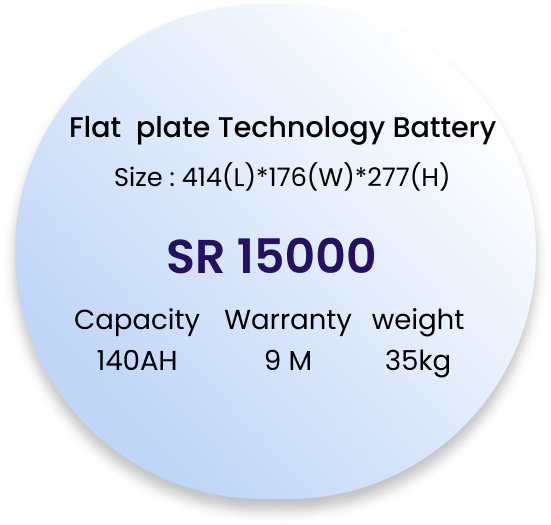 Flat plate Technology Battery
Size : 414(L)*176(W)*277(H)
SR 15000
Capacity Warranty weight
140AH 9 M 35kg